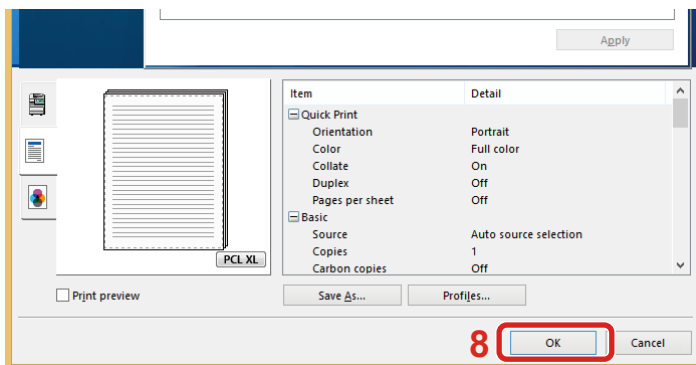 Apply
Item Detail
Quick Print
Orientation Portrait
Color Full color
Collate On
Duplex Off
Pages per sheet Off
Basic
Source Auto source selection
Copies 1
Carbon copies Off
PCL XL
Print preview
Save As... Profiles...
8 OK Cancel